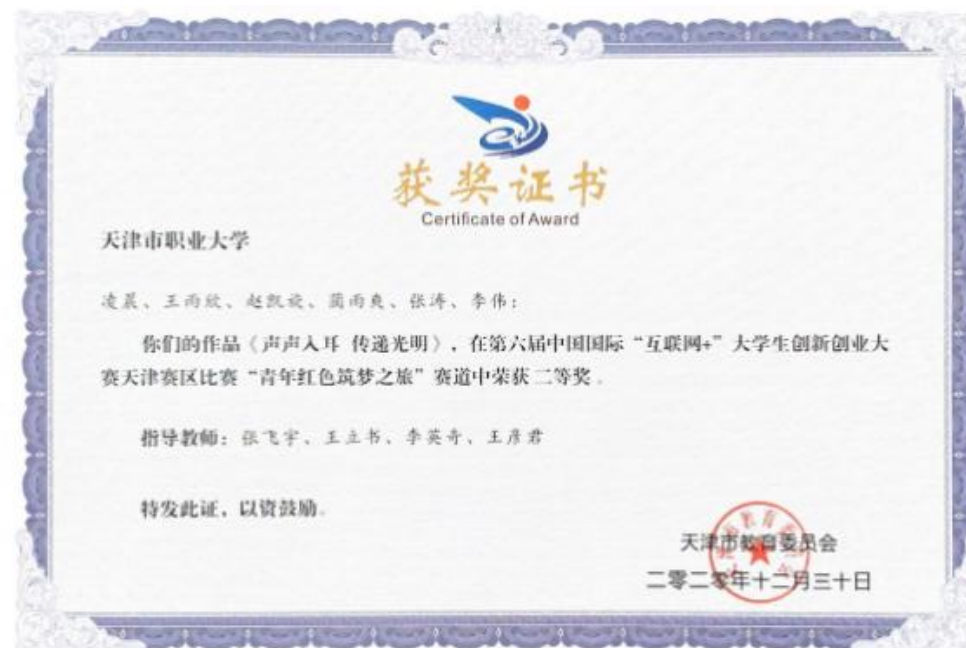 获奖证书
Certificate of Award
天津市职业大学
凌晨、王雨欣、赵凯旋、蔺雨爽、张涛、李伟：
你们的作品《声声入耳 传递光明》，在第六届中国国际“互联网+”大学生创新创业大
赛天津赛区比赛“青年红色筑梦之旅”赛道中荣获 二等奖 。
指导教师：张飞宇、王立书、李英奇、王彦君
特发此证，以资鼓励。
天津市教育委员会
二零二零年十二月三十日